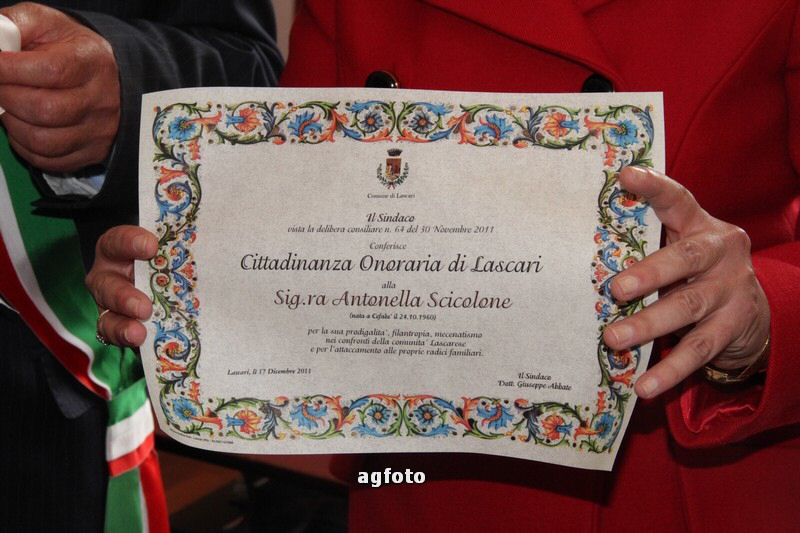 Comune di Lascari
Il Sindaco
vista la delibera consiliare n. 64 del 30 Novembre 2011
Conferisce
Cittadinanza Onoraria di Lascari
alla
Sig.ra Antonella Scicolone
(nata a Cefalu' il 24.10.1960)
per la sua prodigalita', filantropia, mecenatismo
nei confronti della comunita' Lascarese
e per l'attaccamento alle proprie radici familiari.
Lascari, li 17 Dicembre 2011
Il Sindaco
Dott. Giuseppe Abbate
agfoto